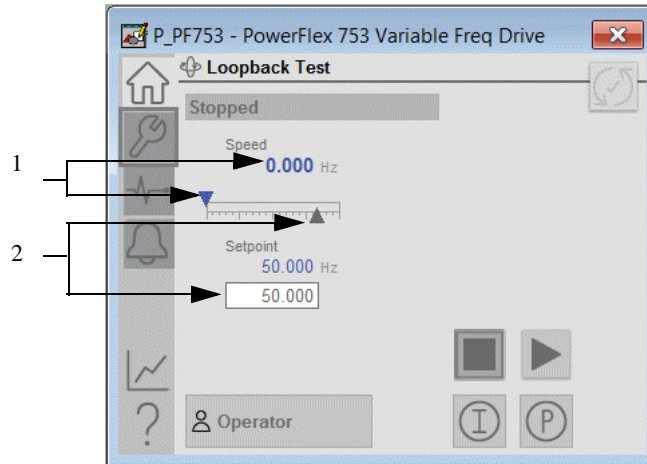 P_PF753 - PowerFlex 753 Variable Freq Drive
Loopback Test
Stopped
Speed
1
0.000 Hz
2
Setpoint
50.000 Hz
50.000
Operator
I
P
?